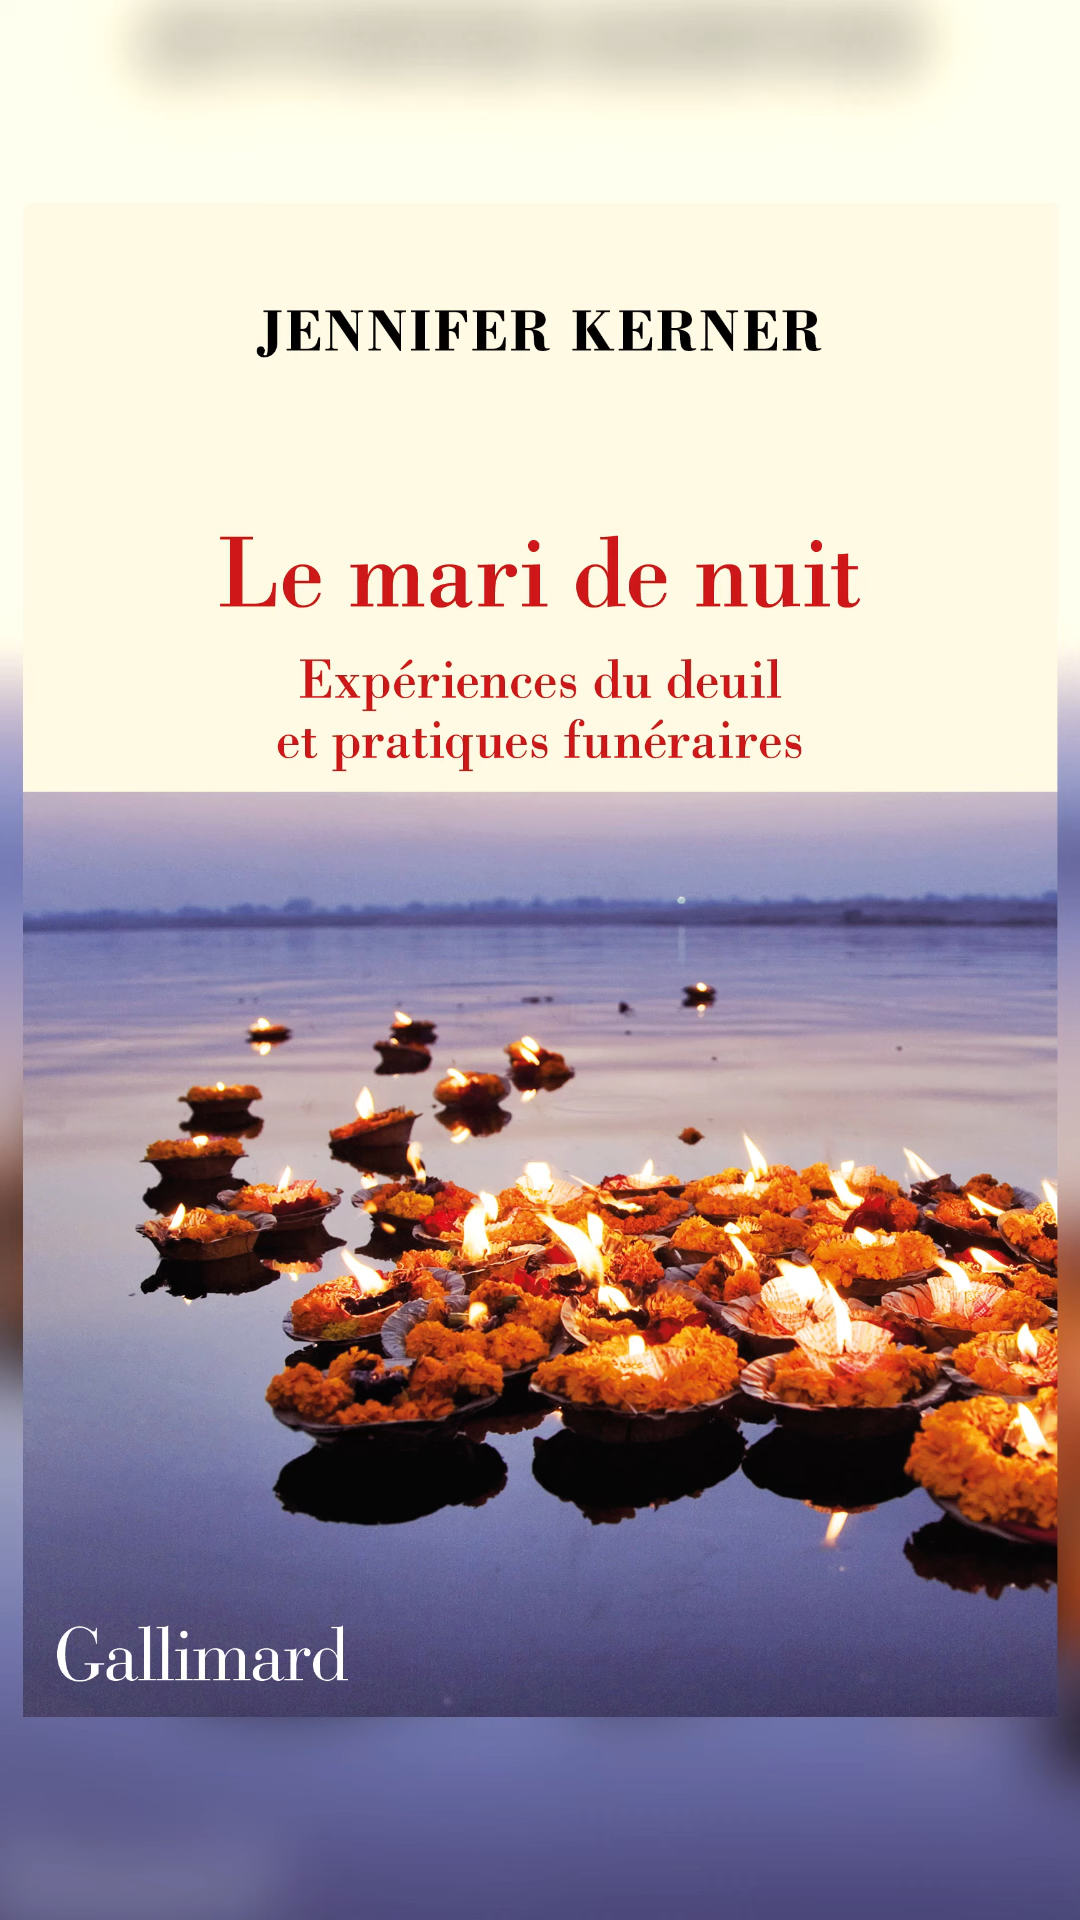 JENNIFER KERNER
Le mari de nuit
Expériences du deuil
et pratiques funéraires
Gallimard